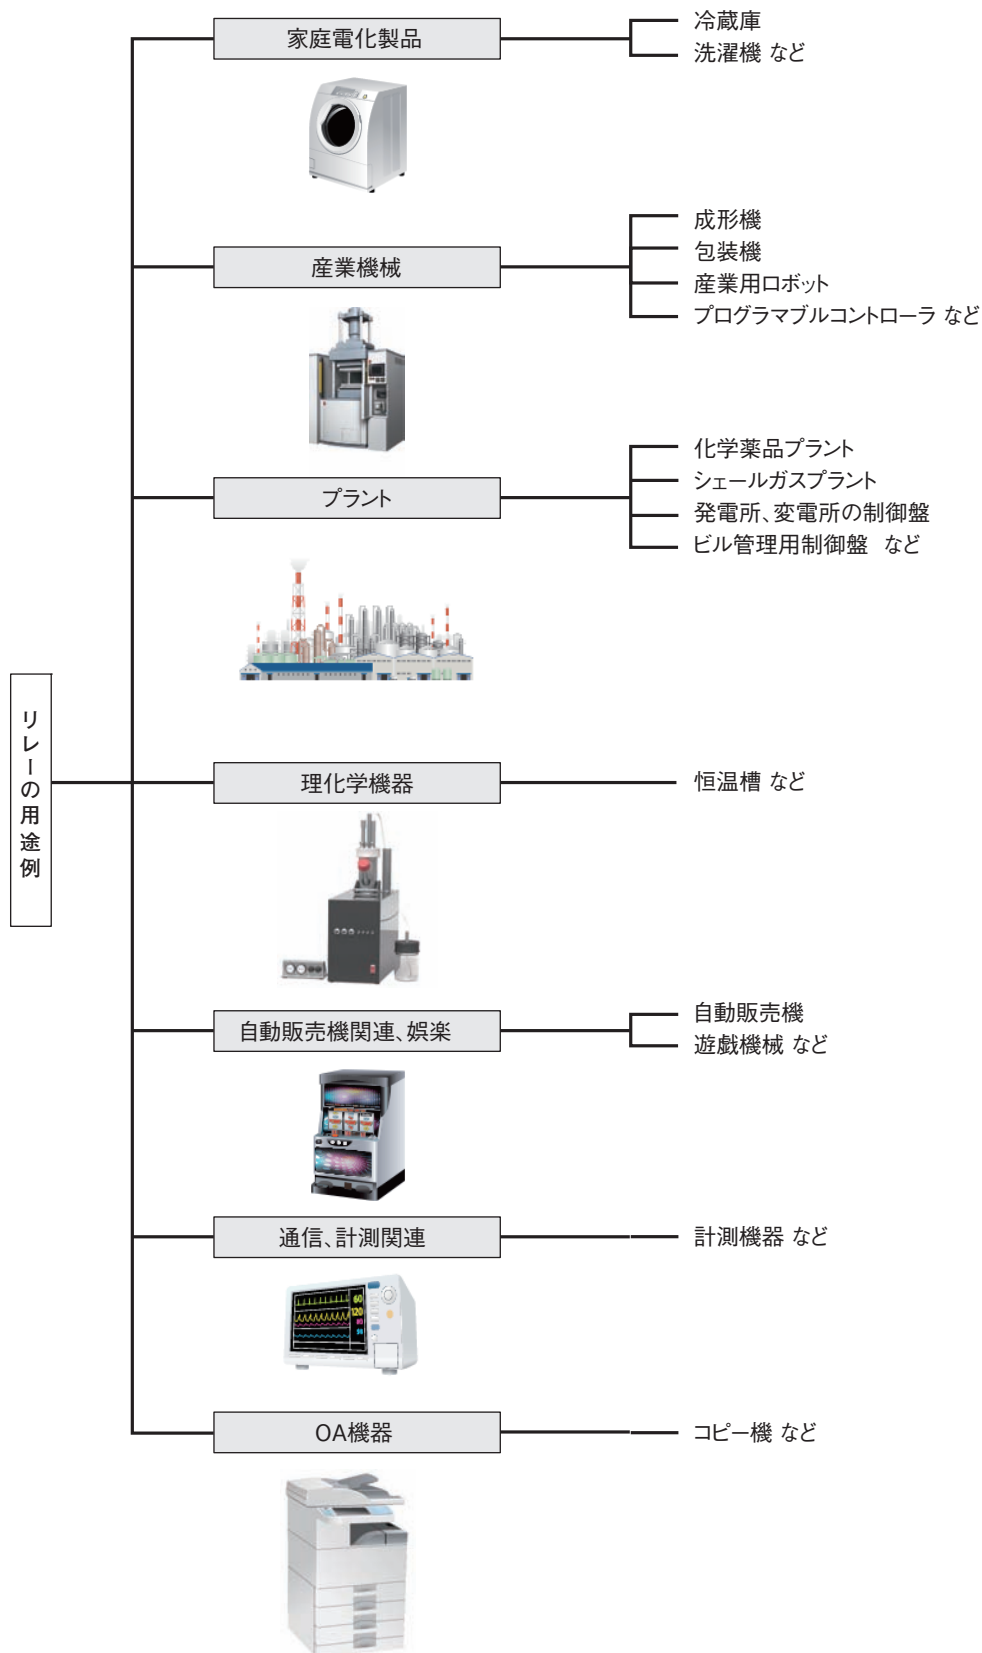 リレーの用途例
家庭電化製品
冷蔵庫
洗濯機 など
産業機械
成形機
包装機
産業用ロボット
プログラマブルコントローラ など
プラント
化学薬品プラント
シェールガスプラント
発電所、変電所の制御盤
ビル管理用制御盤 など
理化学機器
恒温槽 など
自動販売機関連、娯楽
自動販売機
遊戯機械 など
通信、計測関連
計測機器 など
60
120
OA機器
コピー機 など